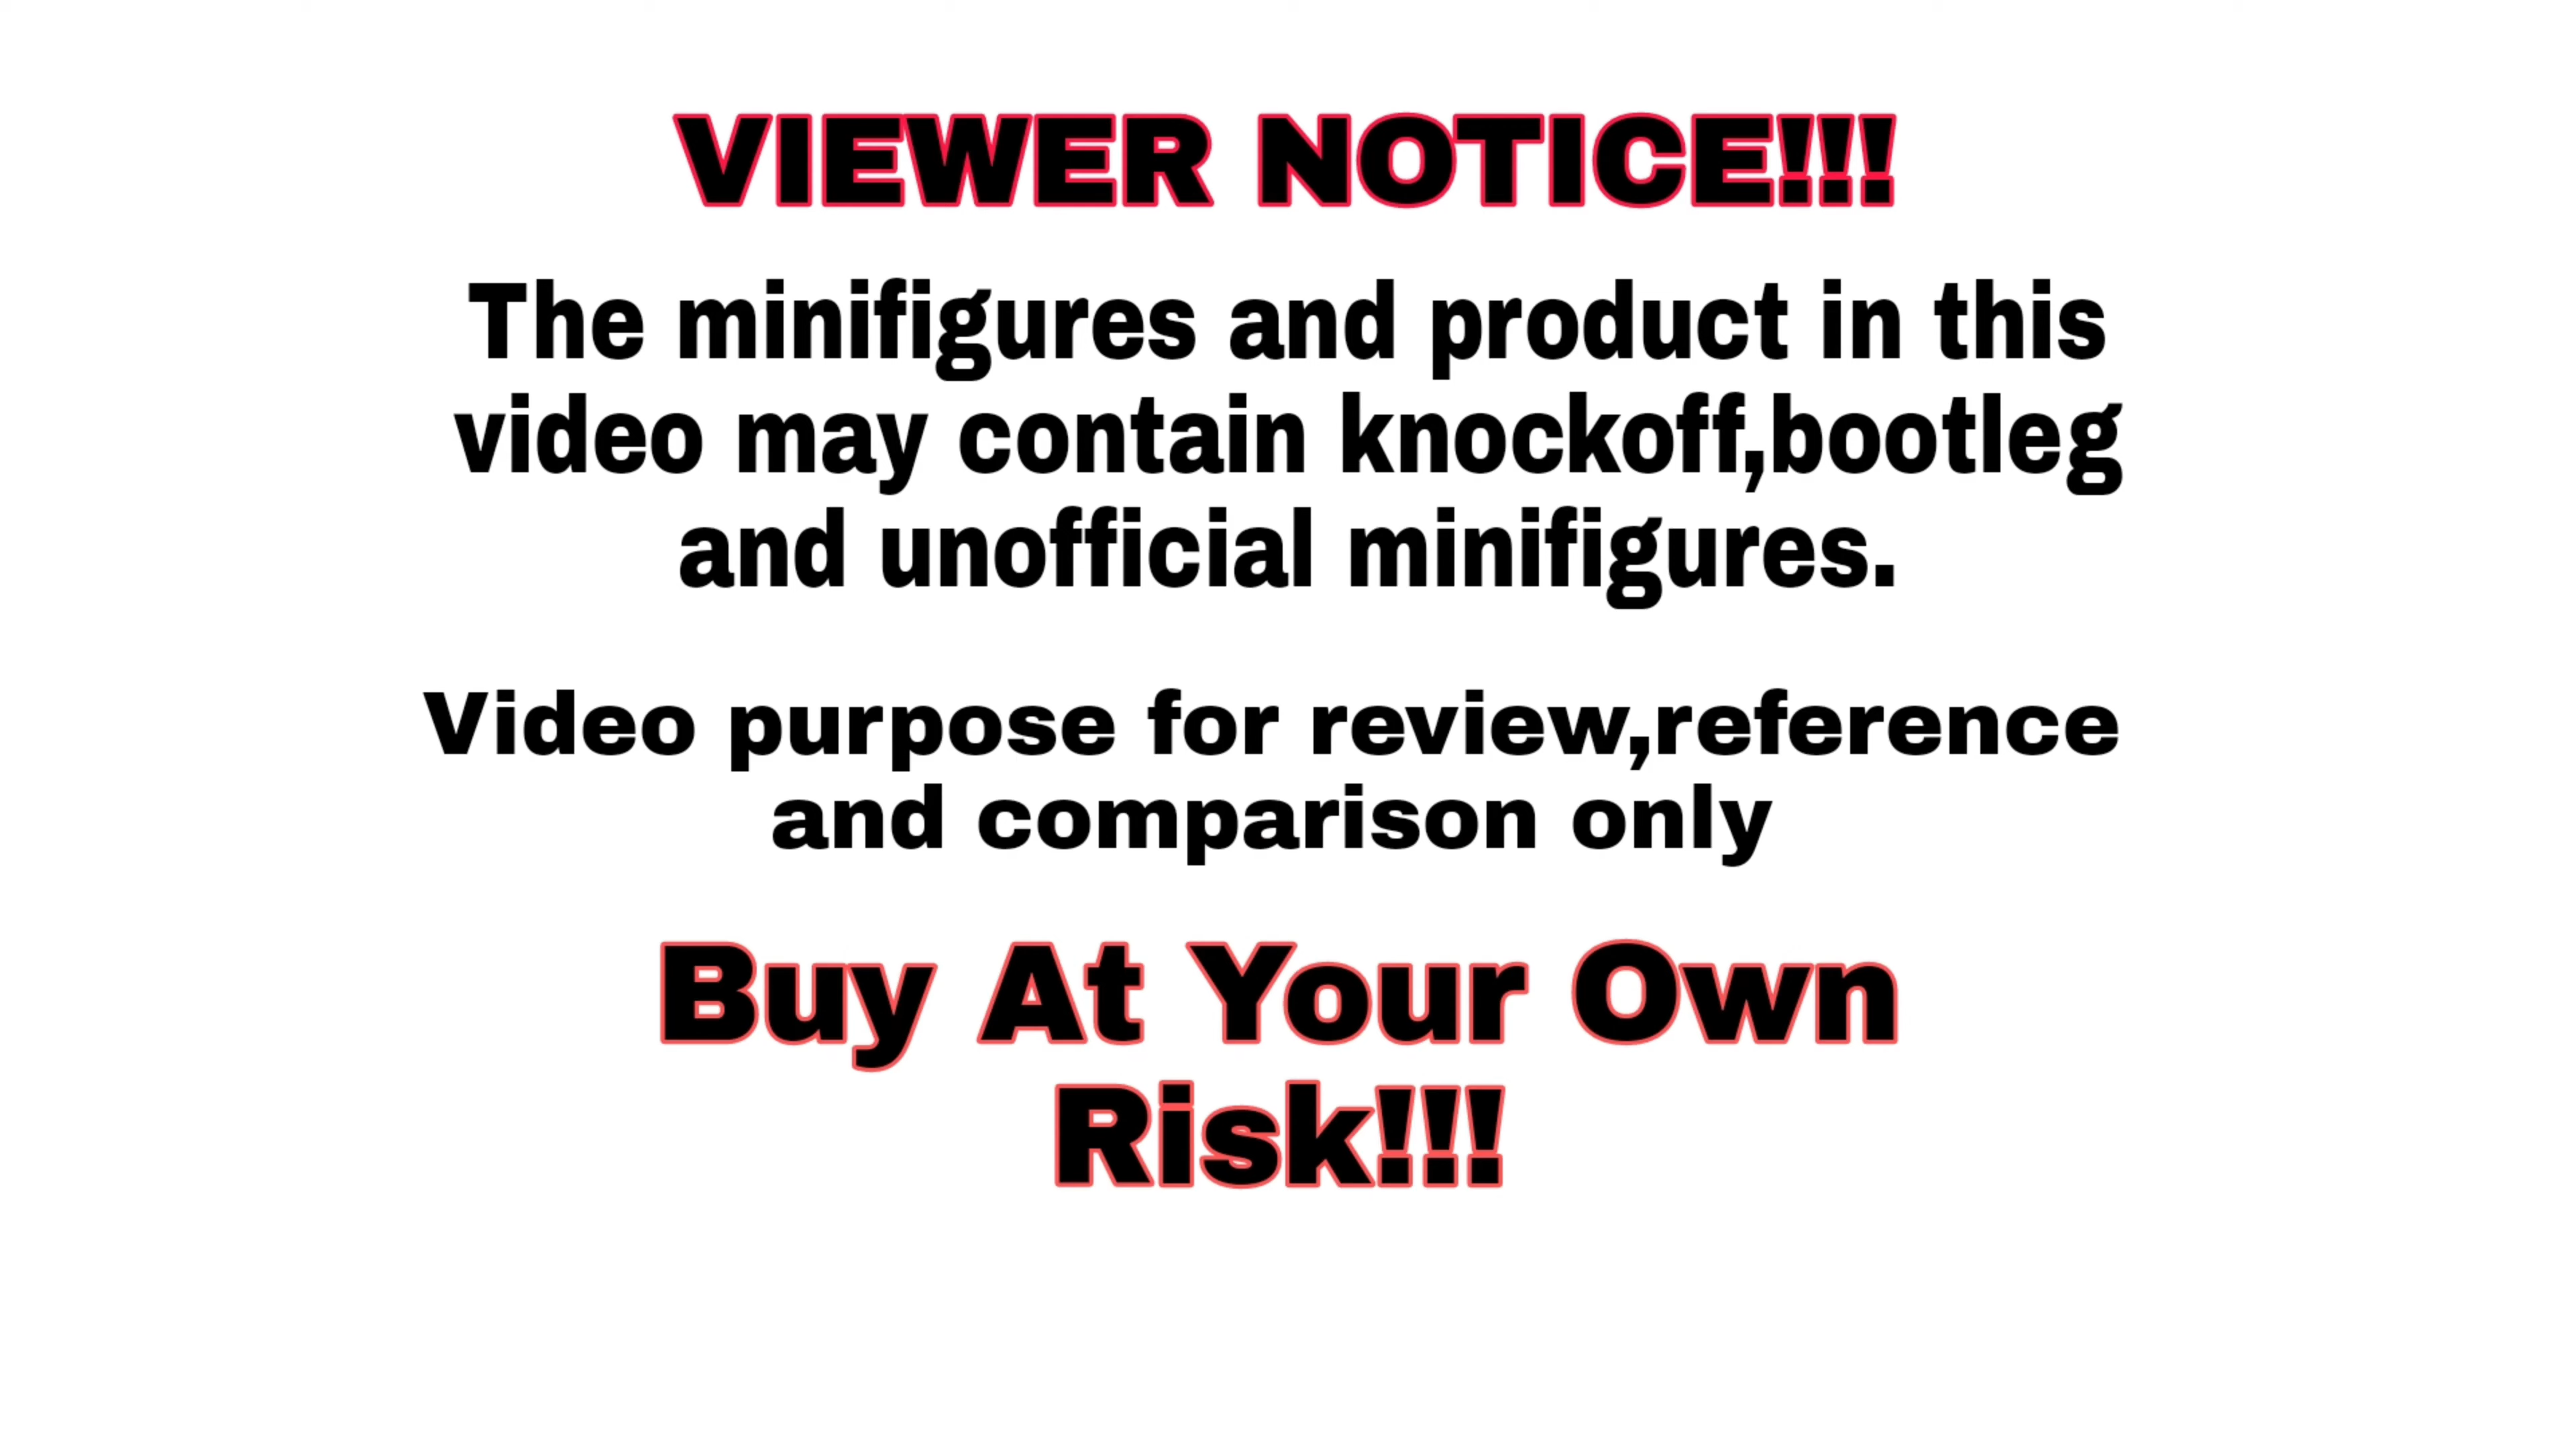 VIEWER NOTICE!!!
The minifigures and product in this
video may contain knockoff,bootleg
and unofficial minifigures.
Video purpose for review,reference
and comparison only
Buy At Your Own
Risk!!!